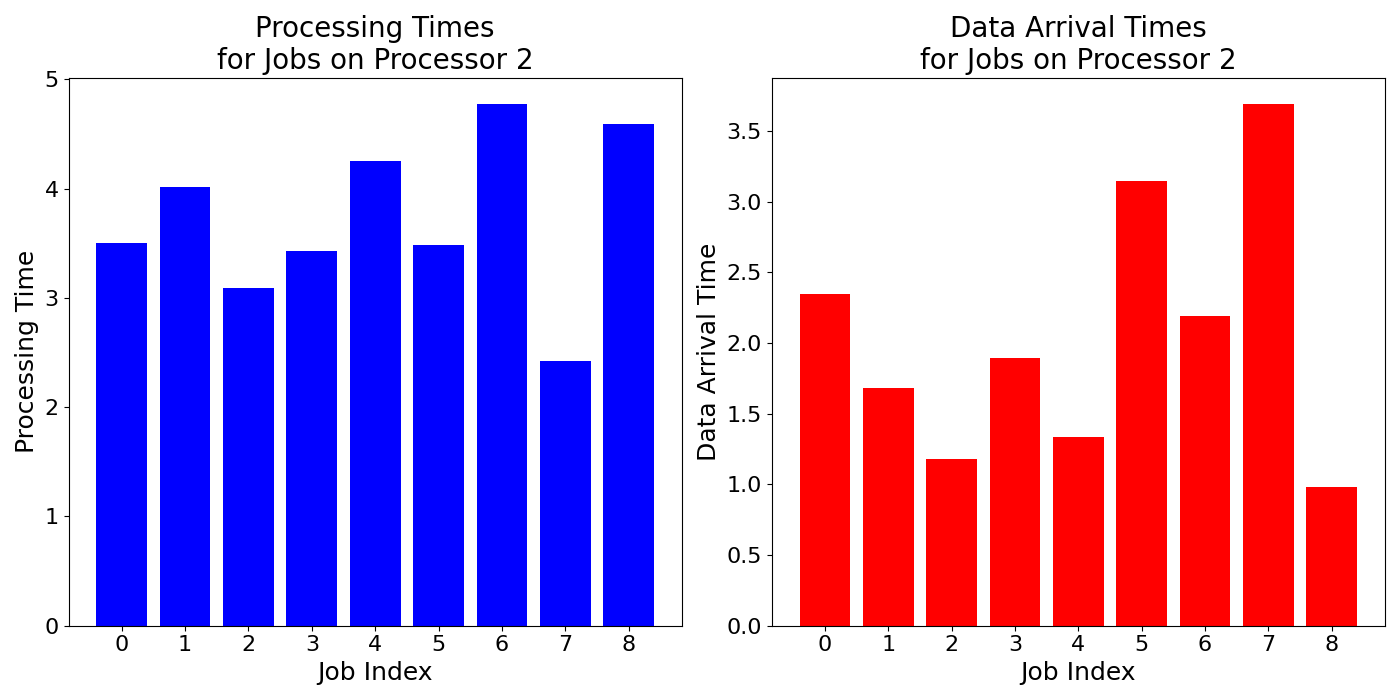 Processing Times
for Jobs on Processor 2
Processing Time
5
4
3
2
1
0
0 1 2 3 4 5 6 7 8
Job Index
Data Arrival Times
for Jobs on Processor 2
Data Arrival Time
3.5
3.0
2.5
2.0
1.5
1.0
0.5
0.0
0 1 2 3 4 5 6 7 8
Job Index